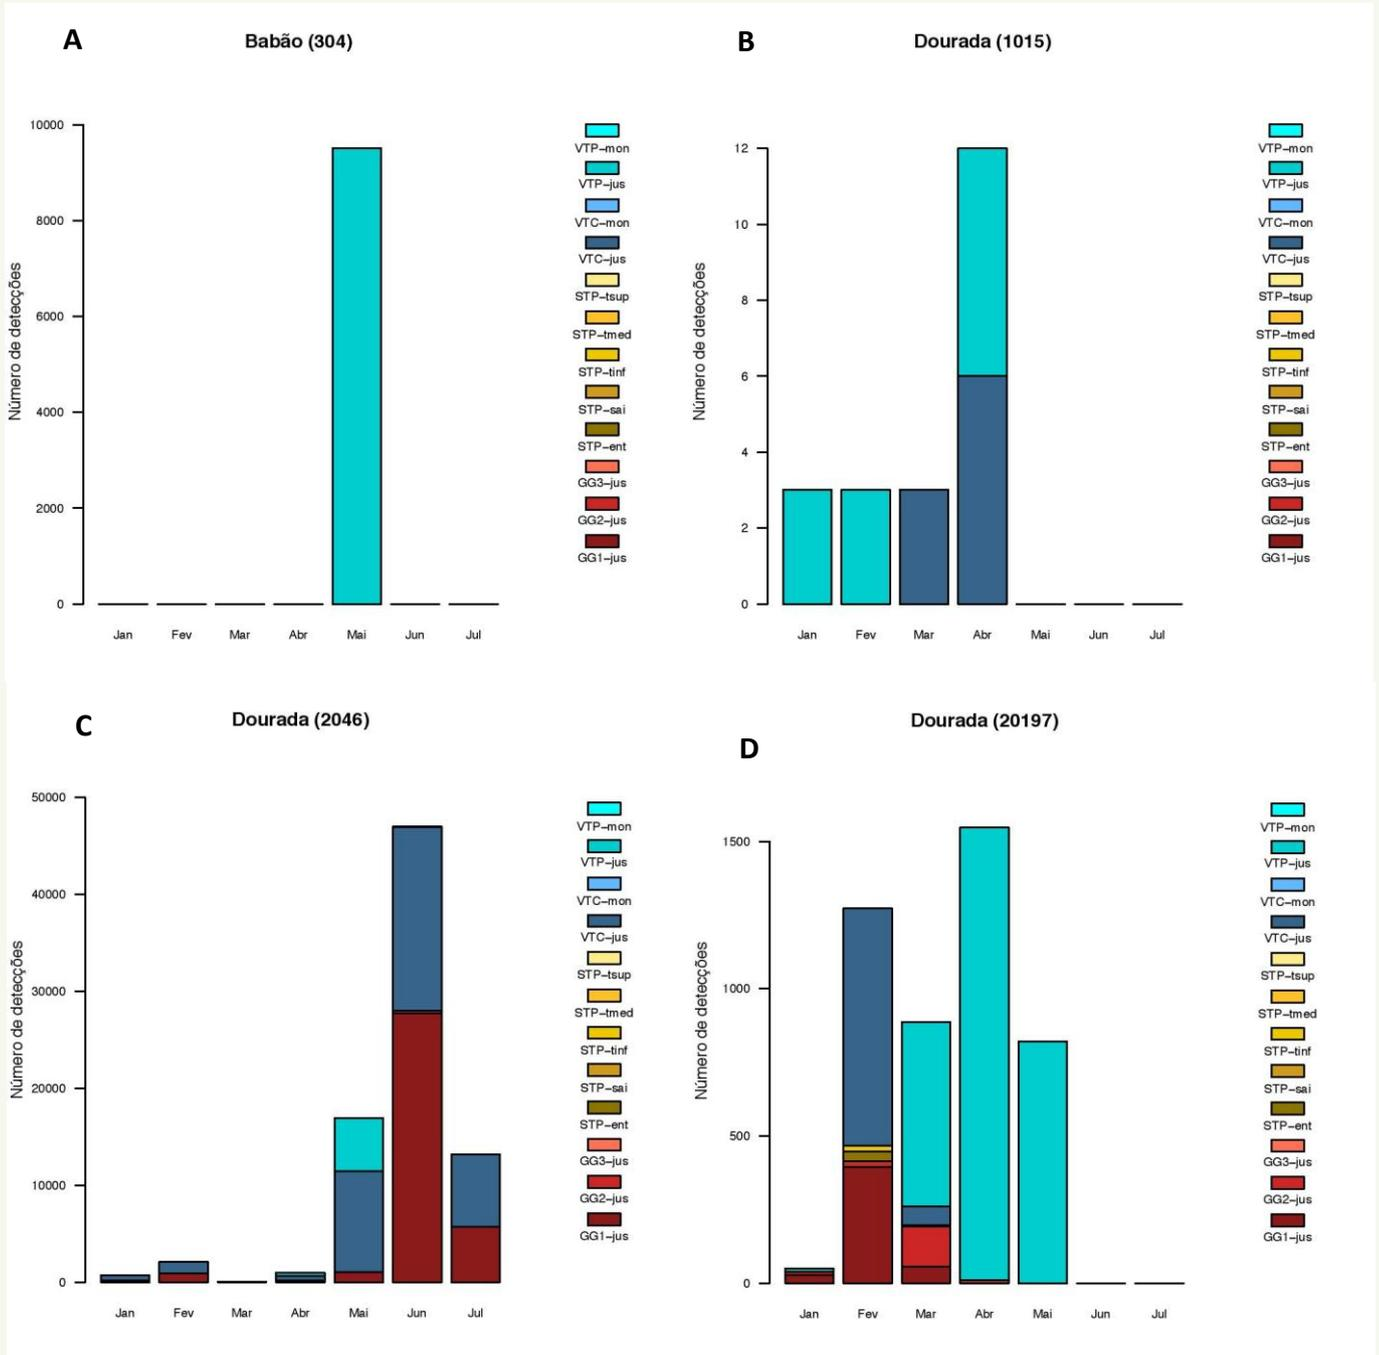 A
Babão (304)
Número de detecções
10000
8000
6000
4000
2000
0
Jan Fev Mar Abr Mai Jun Jul
VTP–mon
VTP–jus
VTC–mon
VTC–jus
STP–tsup
STP–tmed
STP–tinf
STP–sai
STP–ent
GG3–jus
GG2–jus
GG1–jus
B
Dourada (1015)
Número de detecções
12
10
8
6
4
2
0
Jan Fev Mar Abr Mai Jun Jul
VTP–mon
VTP–jus
VTC–mon
VTC–jus
STP–tsup
STP–tmed
STP–tinf
STP–sai
STP–ent
GG3–jus
GG2–jus
GG1–jus
C
Dourada (2046)
Número de detecções
50000
40000
30000
20000
10000
0
Jan Fev Mar Abr Mai Jun Jul
VTP–mon
VTP–jus
VTC–mon
VTC–jus
STP–tsup
STP–tmed
STP–tinf
STP–sai
STP–ent
GG3–jus
GG2–jus
GG1–jus
D
Dourada (20197)
Número de detecções
1500
1000
500
0
Jan Fev Mar Abr Mai Jun Jul
VTP–mon
VTP–jus
VTC–mon
VTC–jus
STP–tsup
STP–tmed
STP–tinf
STP–sai
STP–ent
GG3–jus
GG2–jus
GG1–jus